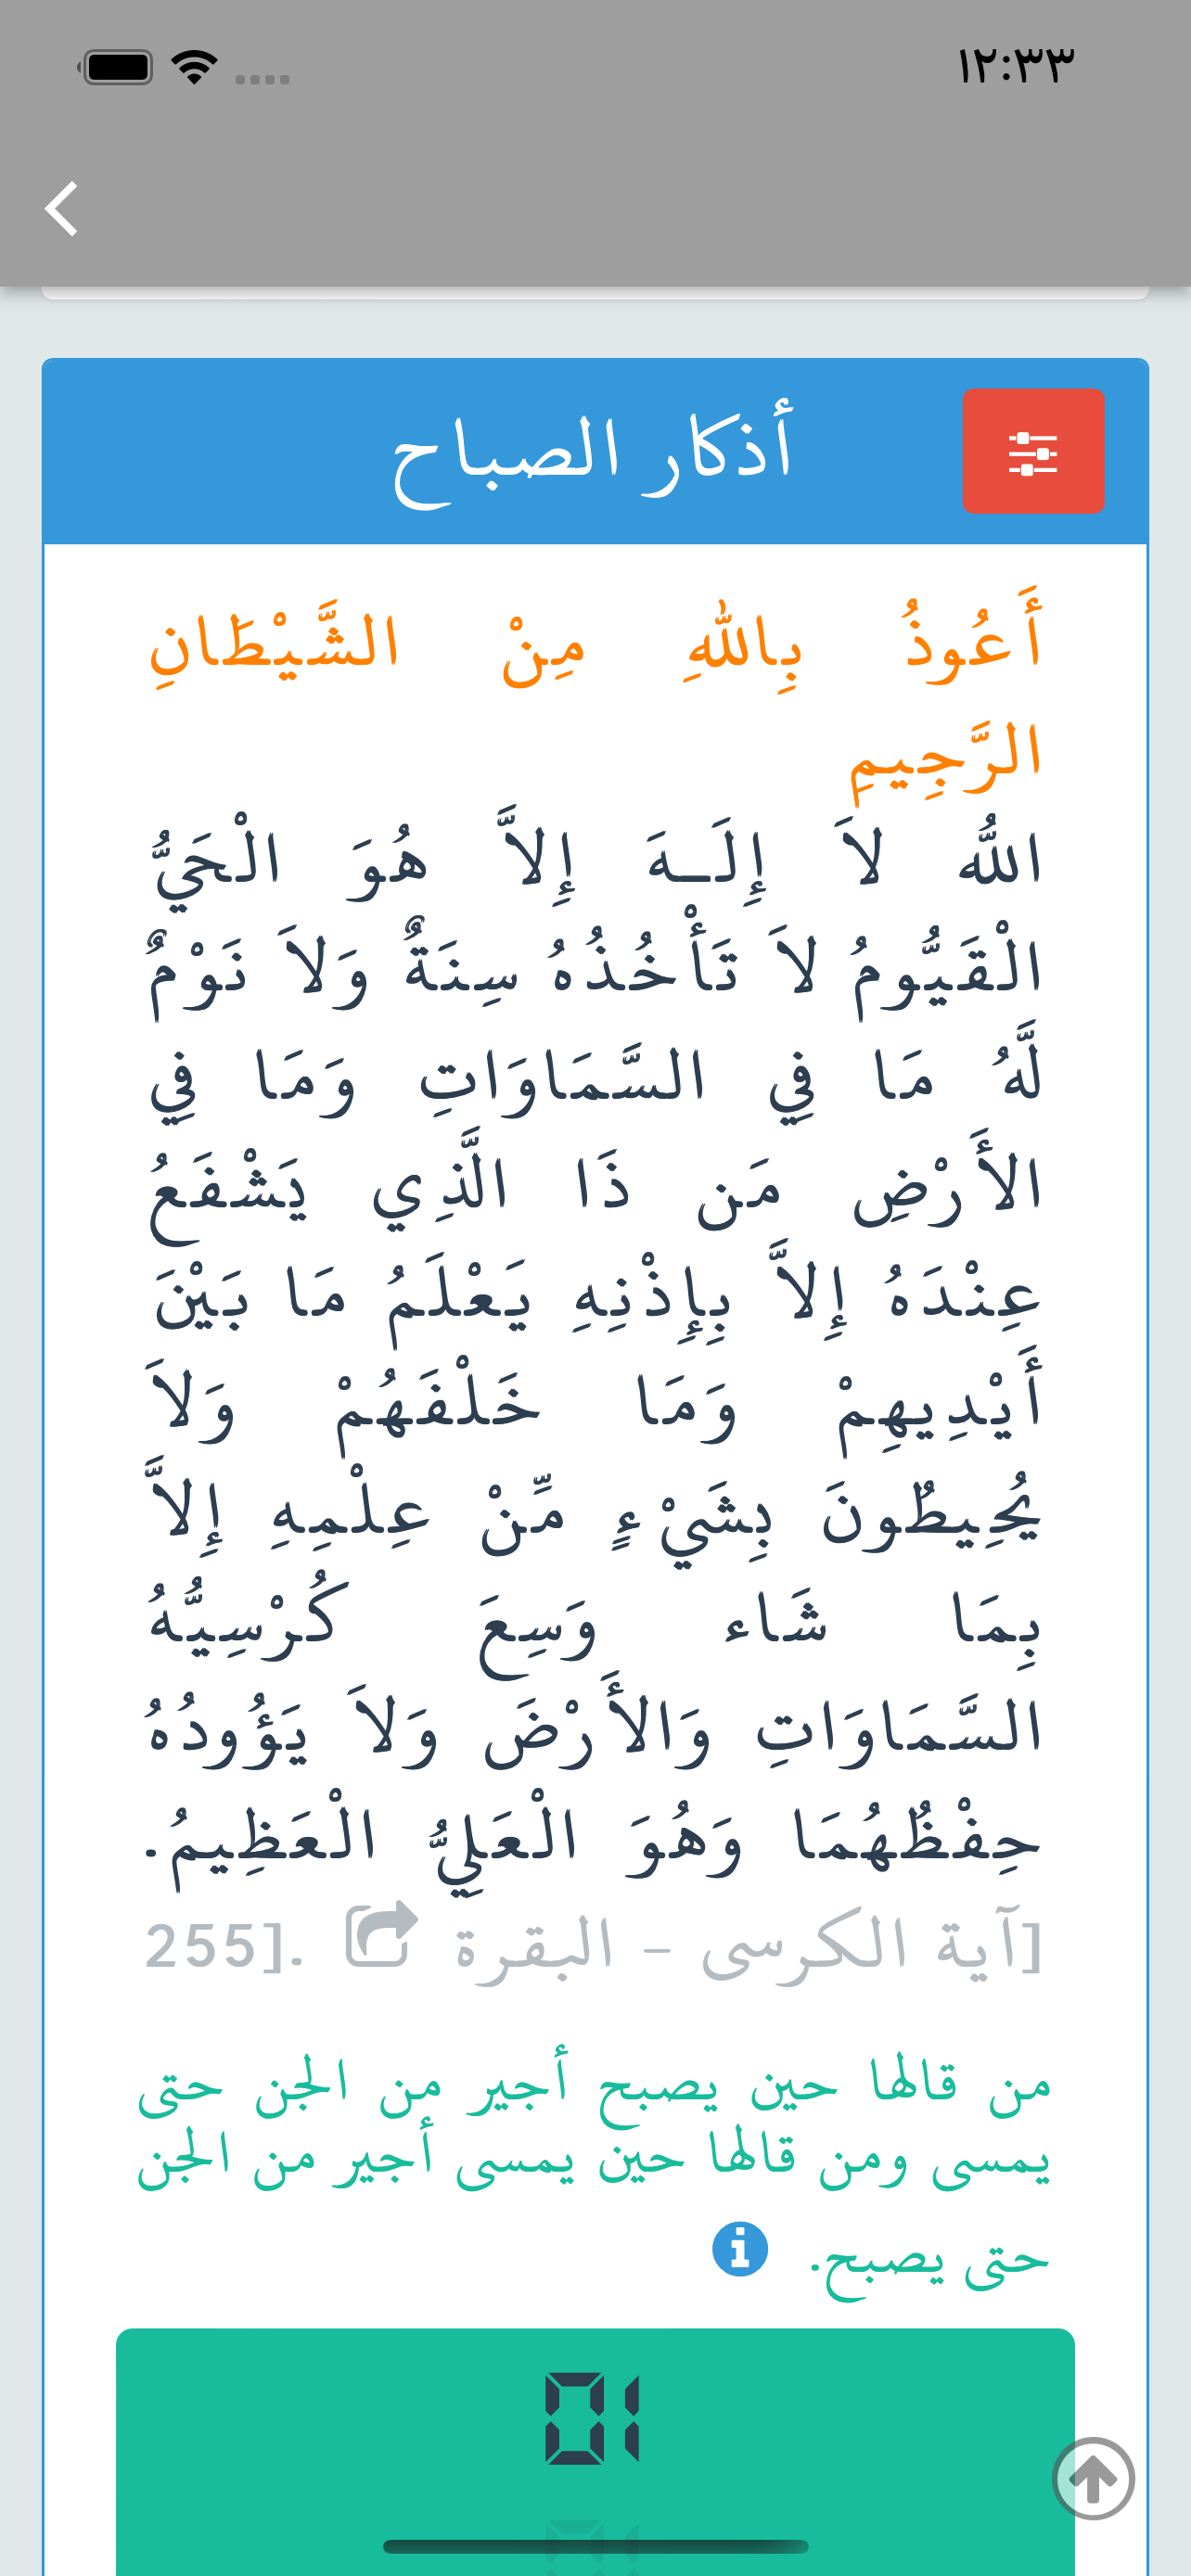 ١٢:٣٣
أذكار الصباح
أَعُوذُ بِاللهِ مِنْ الشَّيْطَانِ
الرَّجِيمِ
اللّهُ لاَ إِلَـهَ إِلاَّ هُوَ الْحَيُّ
الْقَيُّومُ لاَ تَأْخُذُهُ سِنَةٌ وَلاَ نَوْمٌ
لَّهُ مَا فِي السَّمَاوَاتِ وَمَا فِي
الأَرْضِ مَن ذَا الَّذِي يَشْفَعُ
عِنْدَهُ إِلاَّ بِإِذْنِهِ يَعْلَمُ مَا بَيْنَ
أَيْدِيهِمْ وَمَا خَلْفَهُمْ وَلاَ
يُحِيطُونَ بِشَيْءٍ مِّنْ عِلْمِهِ إِلاَّ
بِمَا شَاء وَسِعَ كُرْسِيُّهُ
السَّمَاوَاتِ وَالأَرْضَ وَلاَ يَؤُودُهُ
حِفْظُهُمَا وَهُوَ الْعَلِيُّ الْعَظِيمُ.
[آية الكرسى - البقرة 255].
من قالها حين يصبح أجير من الجن حتى
يمسى ومن قالها حين يمسى أجير من الجن
حتى يصبح.
01